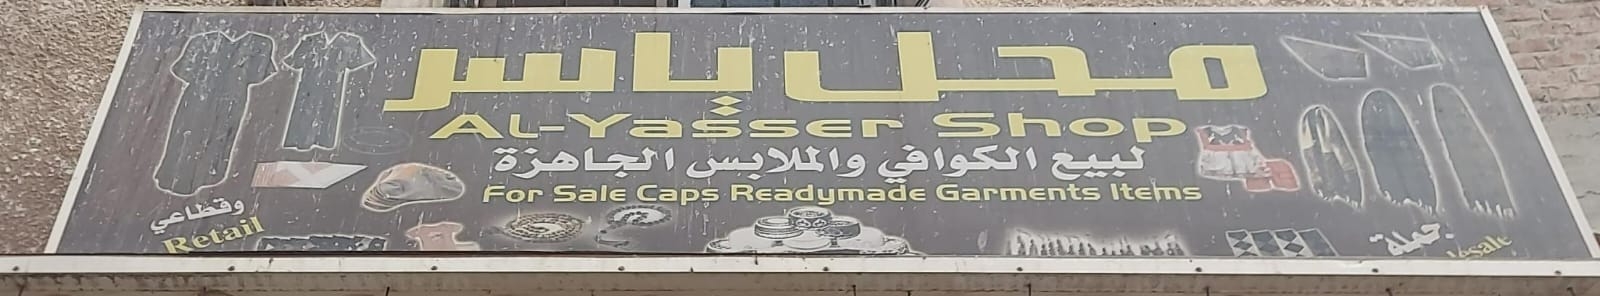 محل ياسر
Al-Yasser Shop
لبيع الكوافي والملابس الجاهزة
For Sale Caps Readymade Garments Items
جملة
وقطاعي
Retail